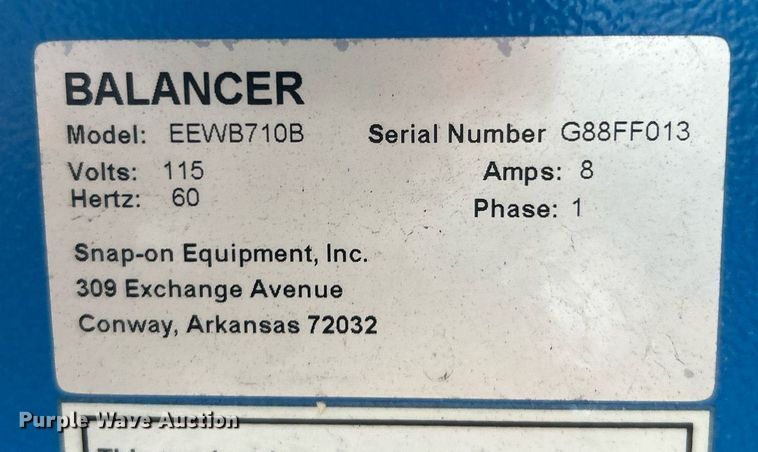 BALANCER
Model: EEWB710B Serial Number G88FF013
Volts: 115 Amps: 8
Hertz: 60 Phase: 1
Snap-on Equipment, Inc.
309 Exchange Avenue
Conway, Arkansas 72032
Purple Wave Auction